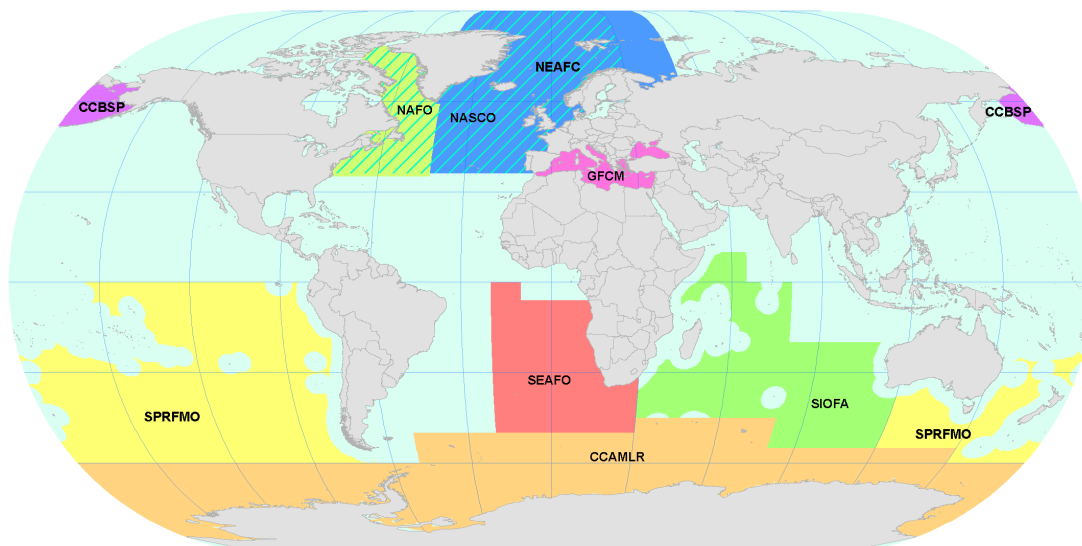 NEAFC
CCBSP
NAFO
NASCO
CCBSP
GFCM
SEAFO
SIOFA
SPRFMO
SPRFMO
CCAMLR